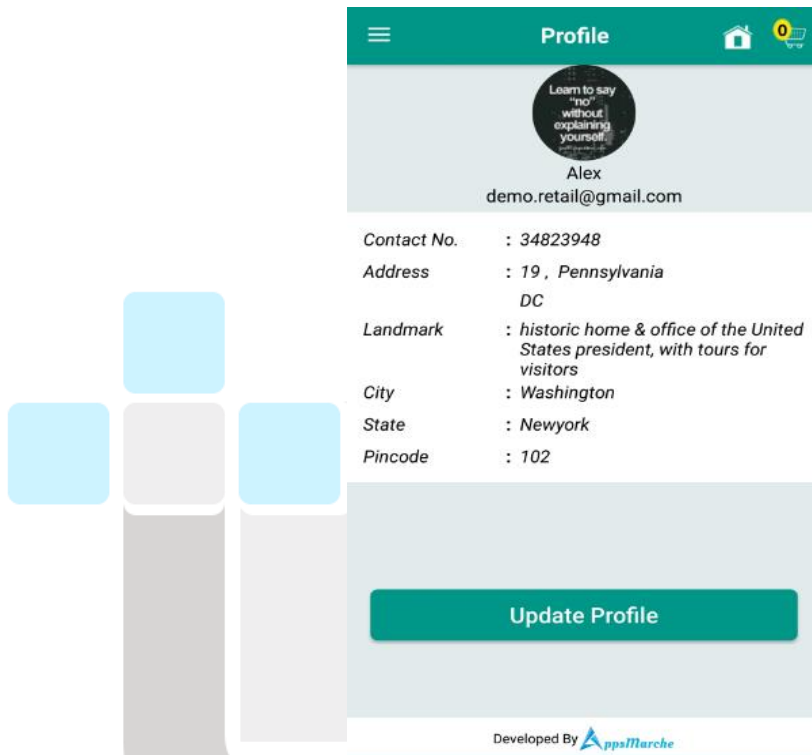 Profile
0
Learn to say
"no"
without
explaining
yourself.
Alex
demo.retail@gmail.com
Contact No. : 34823948
Address : 19 , Pennsylvania
DC
Landmark : historic home & office of the United
States president, with tours for
visitors
City : Washington
State : Newyork
Pincode : 102
Update Profile
Developed By AppsMarche